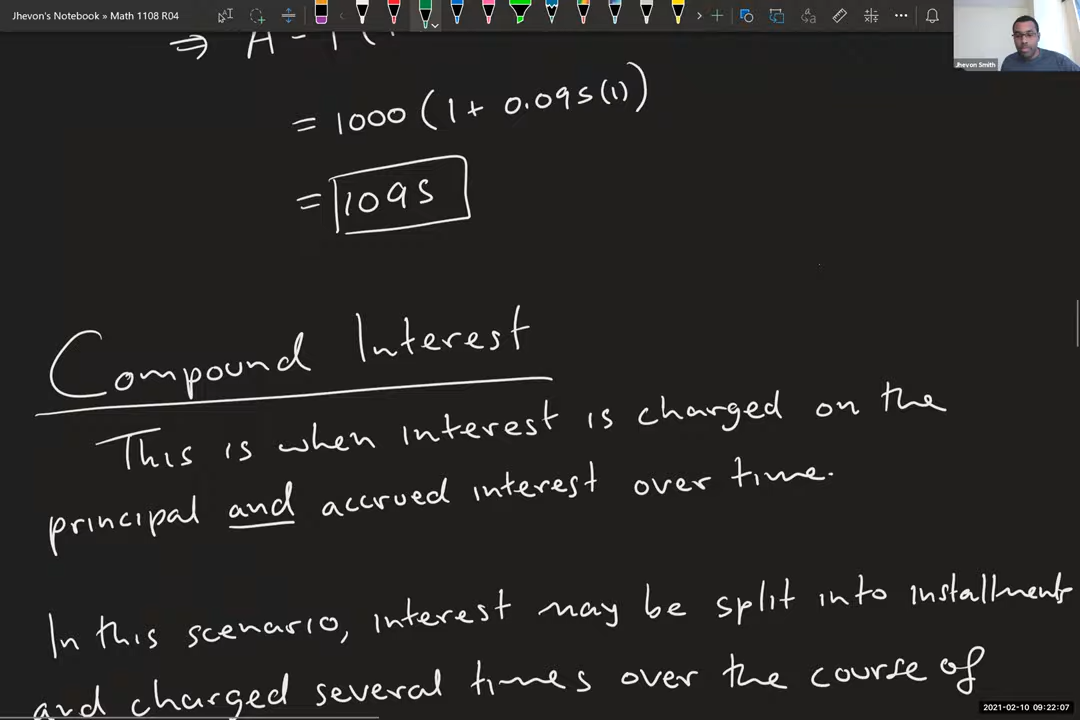 Jhevon's Notebook » Math 1108 R04
Jhevon Smith
⇒ A = P (1
= 1000 (1 + 0.095(1))
= 1095
Compound Interest
This is when interest is charged on the
principal and accrued interest over time.
In this scenario, interest may be split into installments
and charged several times over the course of
2021-02-10 09:22:07